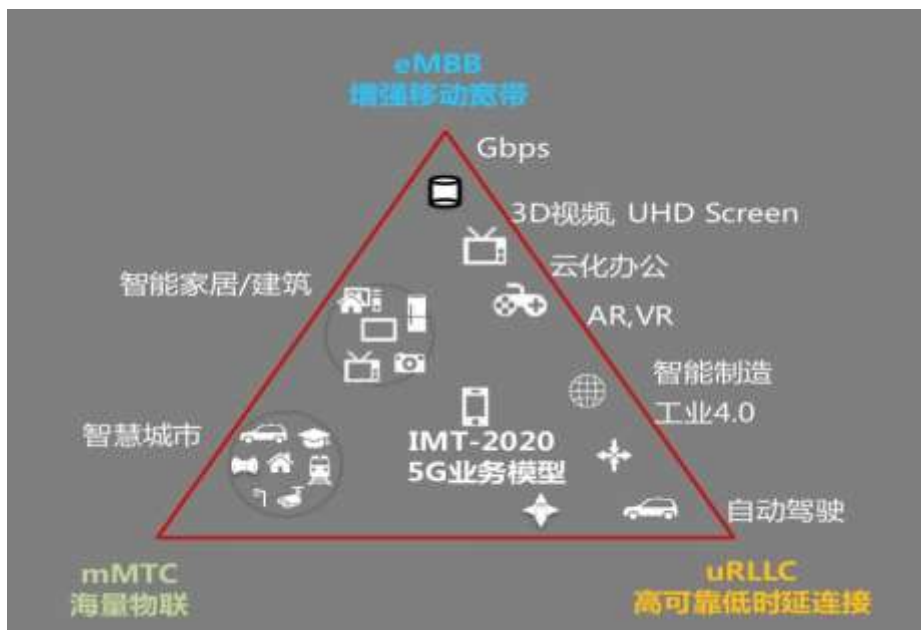 eMBB
增强移动宽带
Gbps
3D视频, UHD Screen
云化办公
智能家居/建筑
AR,VR
智能制造
工业4.0
智慧城市
IMT-2020
5G业务模型
自动驾驶
mMTC
海量物联
uRLLC
高可靠低时延连接